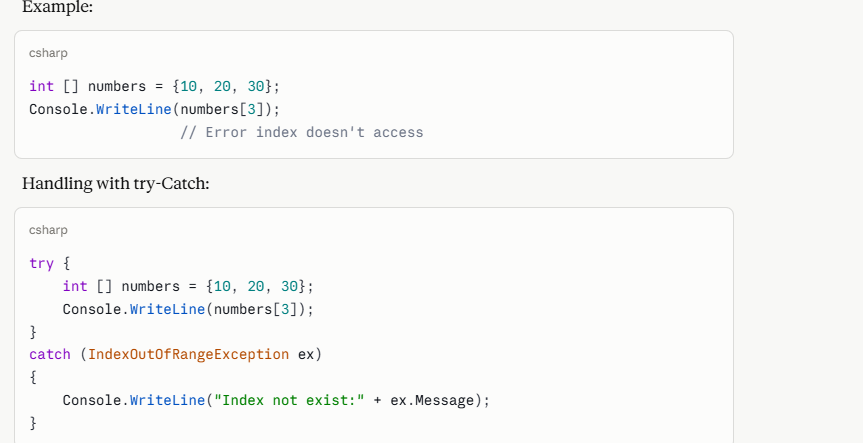 Example:
csharp
int [] numbers = {10, 20, 30};
Console.WriteLine(numbers[3]);
// Error index doesn't access
Handling with try-Catch:
csharp
try {
    int [] numbers = {10, 20, 30};
    Console.WriteLine(numbers[3]);
}
catch (IndexOutOfRangeException ex)
{
    Console.WriteLine("Index not exist:" + ex.Message);
}